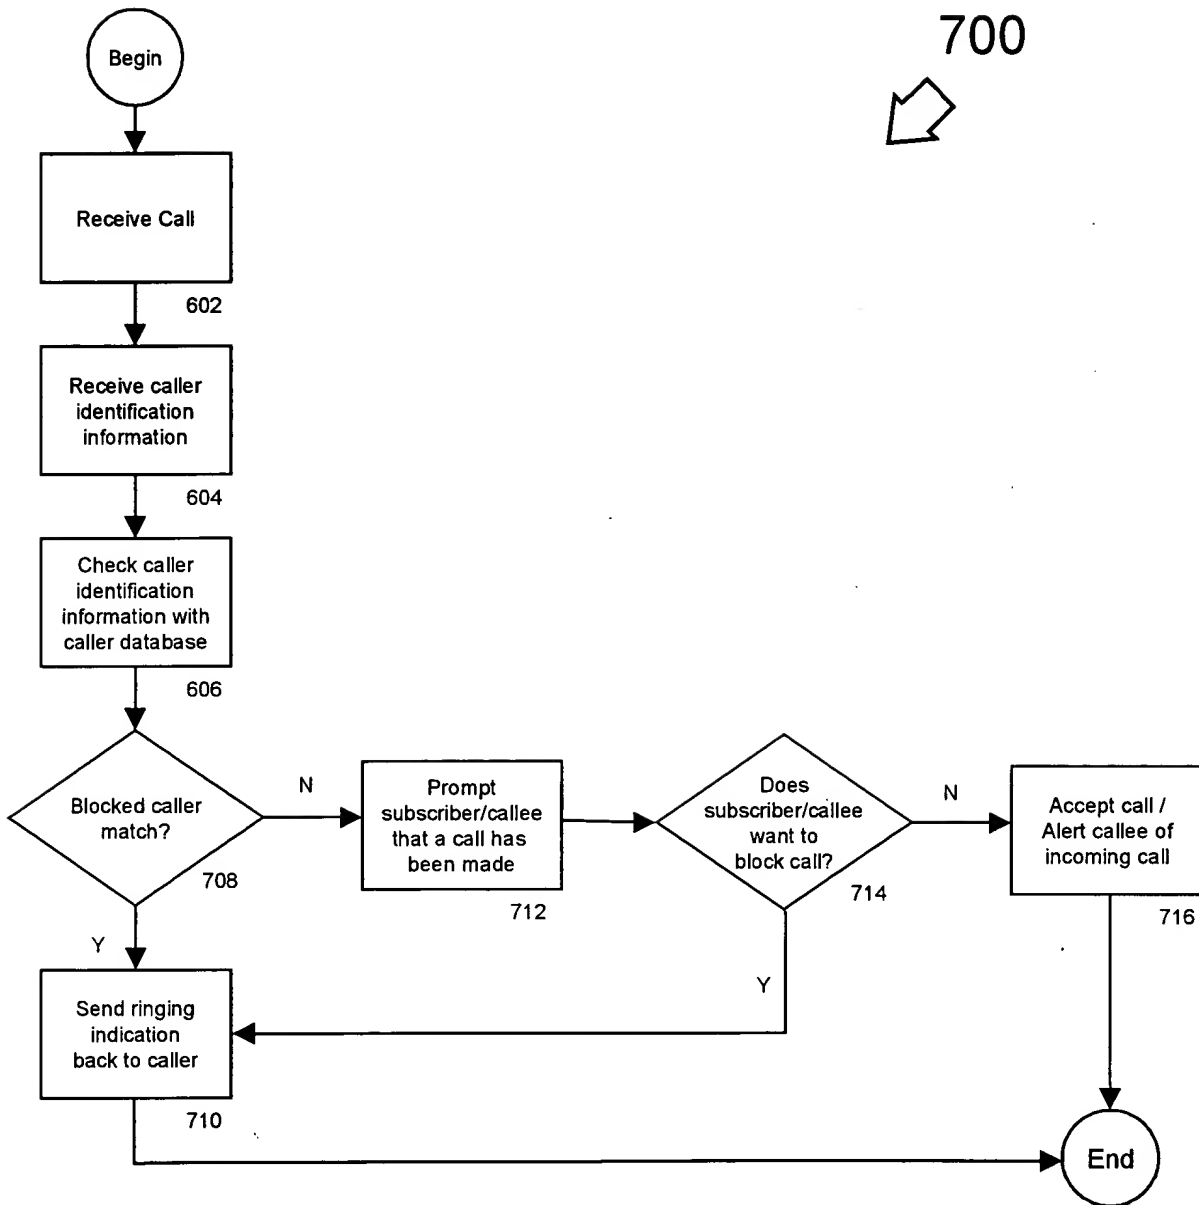 700
Begin
Receive Call
602
Receive caller
identification
information
604
Check caller
identification
information with
caller database
606
Blocked caller
match?
708
N
Prompt
subscriber/callee
that a call has
been made
712
Does
subscriber/callee
want to
block call?
714
N
Accept call /
Alert callee of
incoming call
716
Y
Send ringing
indication
back to caller
710
Y
End